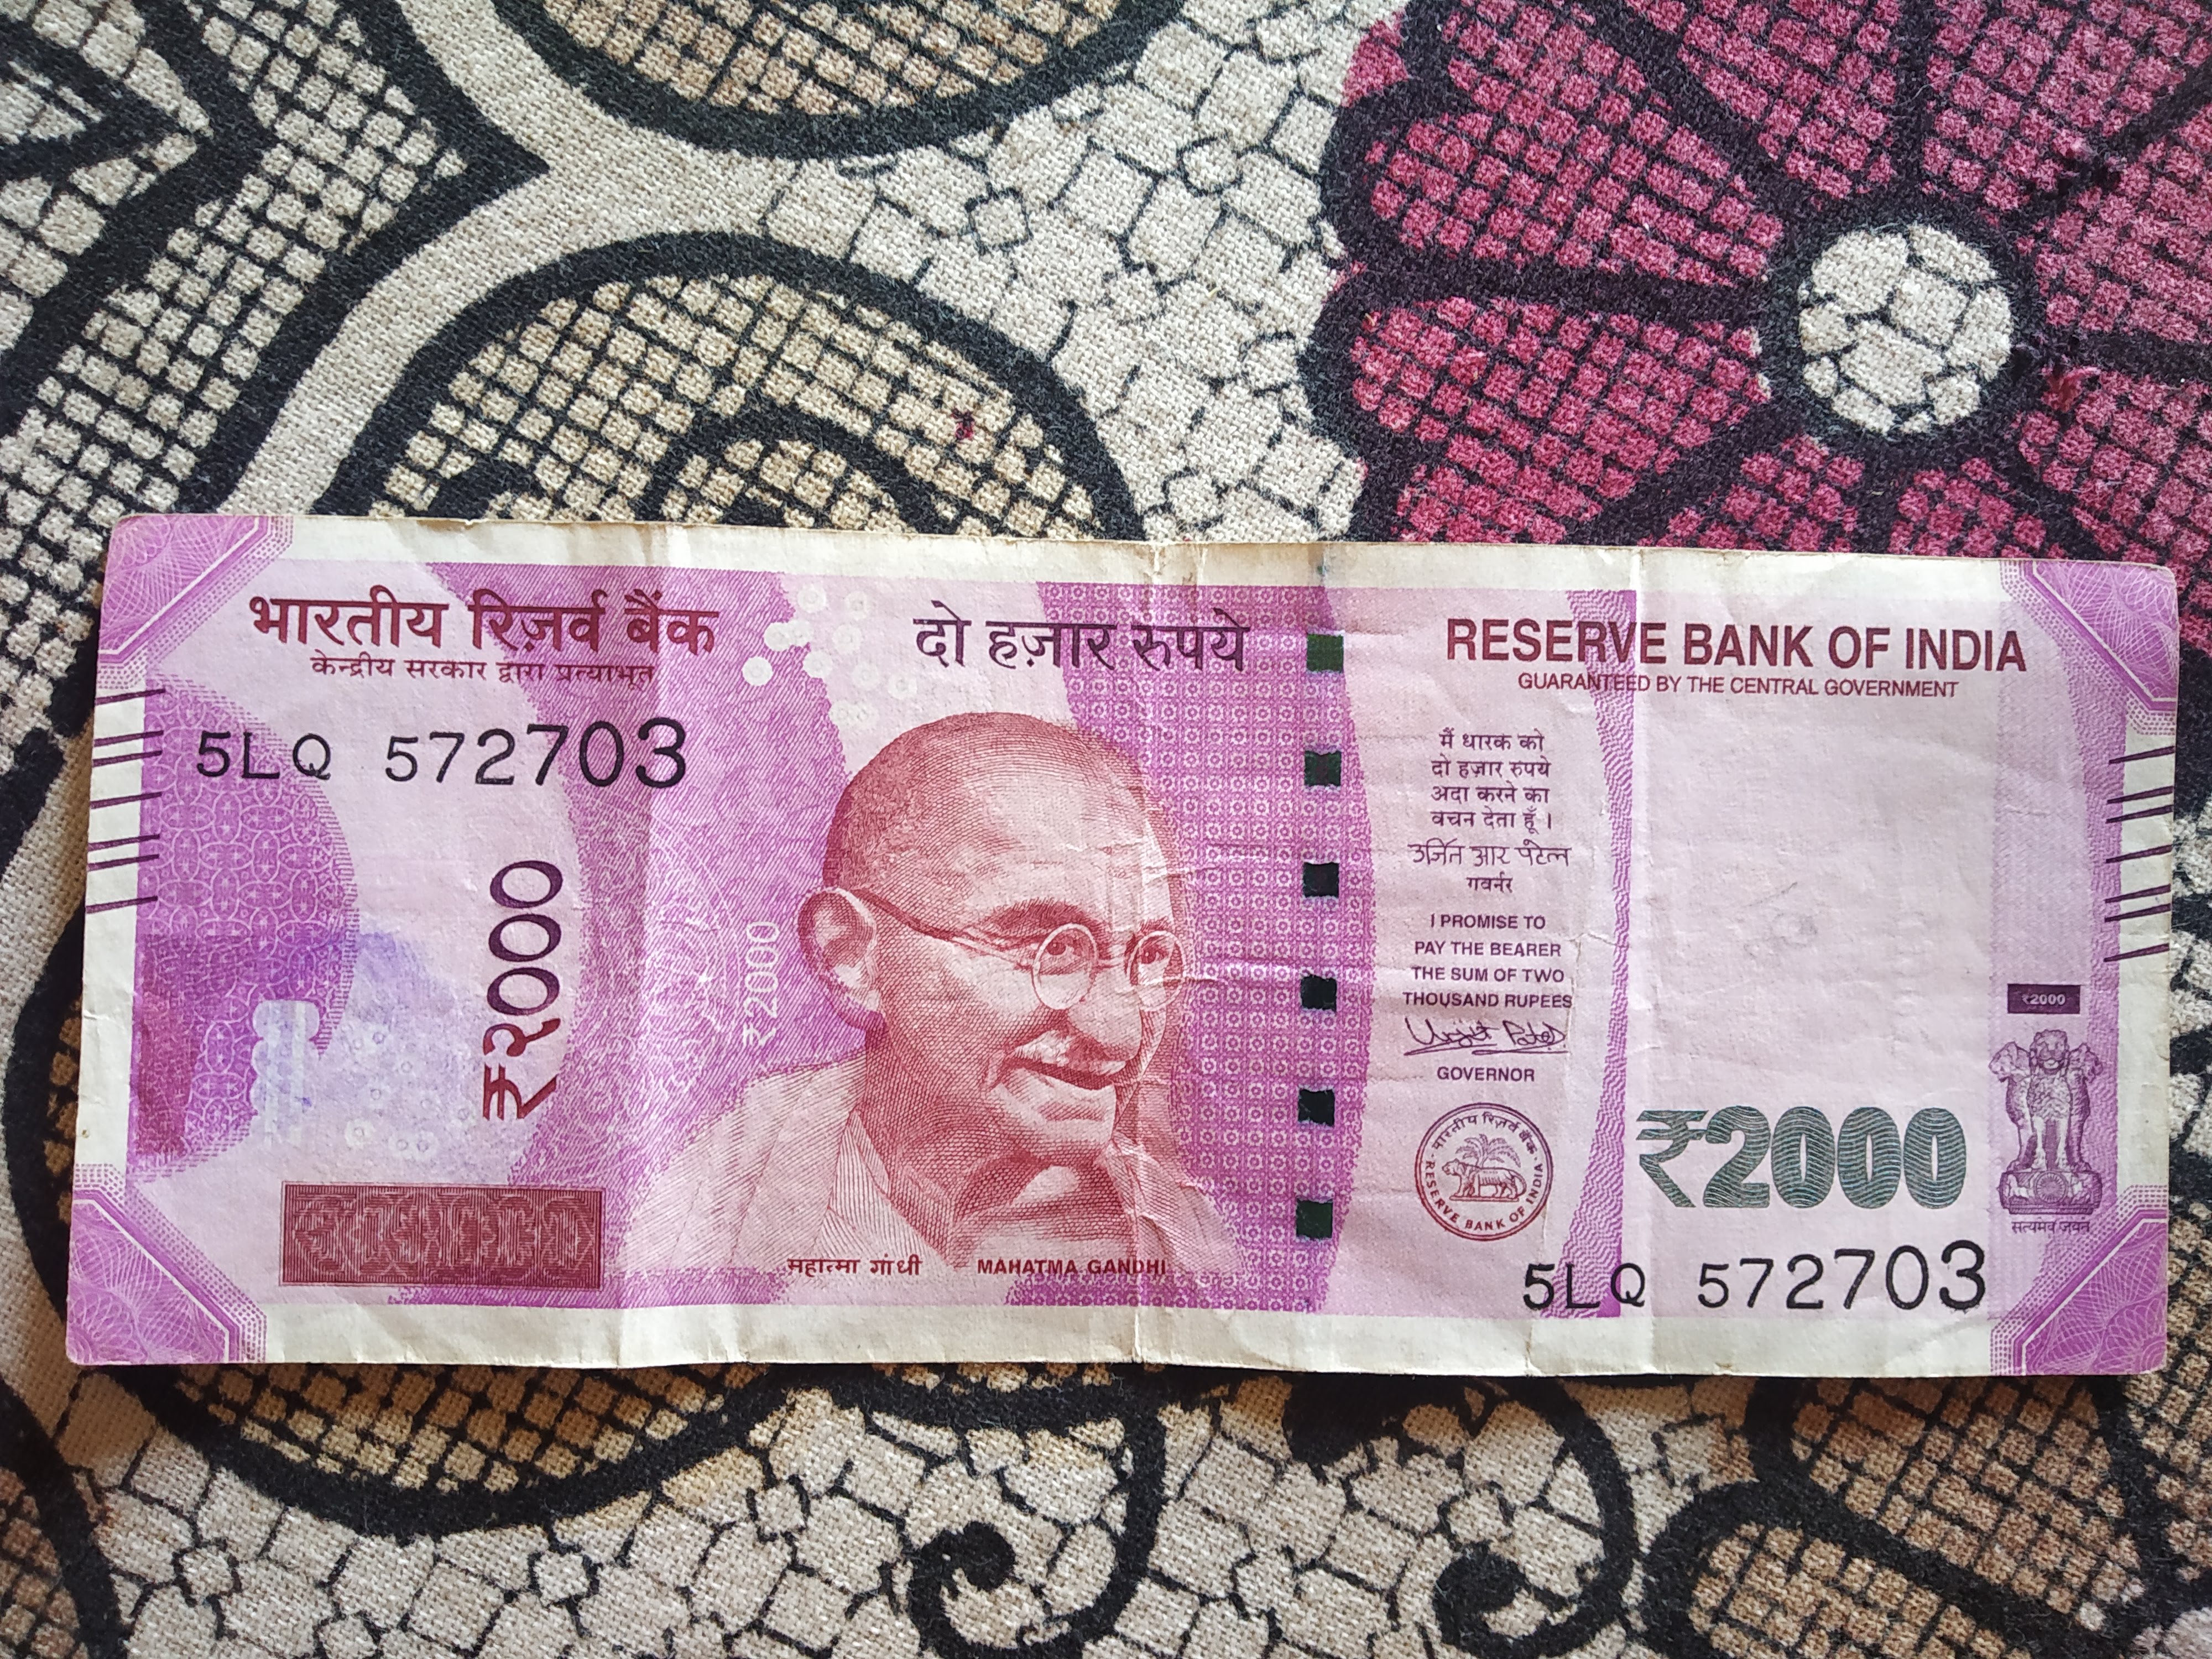 भारतीय रिज़र्व बैंक
केन्द्रीय सरकार द्वारा प्रत्याभूत
5LQ 572703
₹२०००
₹2000
दो हज़ार रुपये
महात्मा गांधी MAHATMA GANDHI
RESERVE BANK OF INDIA
GUARANTEED BY THE CENTRAL GOVERNMENT
मैं धारक को
दो हज़ार रुपये
अदा करने का
वचन देता हूँ ।
उर्जित आर पटेल
गवर्नर
I PROMISE TO
PAY THE BEARER
THE SUM OF TWO
THOUSAND RUPEES
Urjit Patel
GOVERNOR
भारतीय रिज़र्व बैंक
RESERVE BANK OF INDIA
₹2000
₹2000
सत्यमेव जयते
5LQ 572703